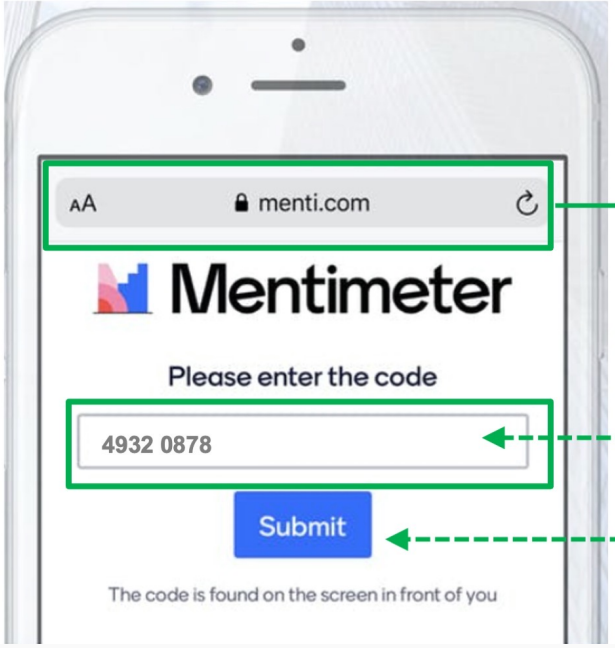 AA menti.com
Mentimeter
Please enter the code
4932 0878
Submit
The code is found on the screen in front of you